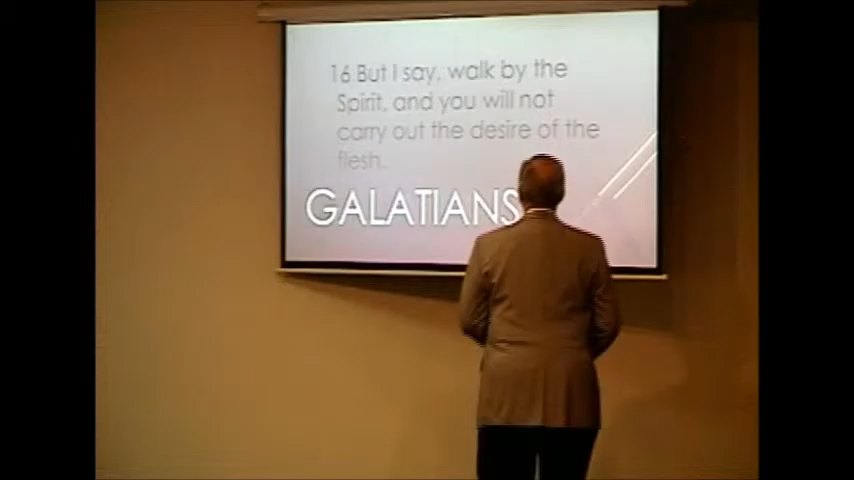 16 But I say, walk by the
Spirit, and you will not
carry out the desire of the
flesh.
GALATIANS